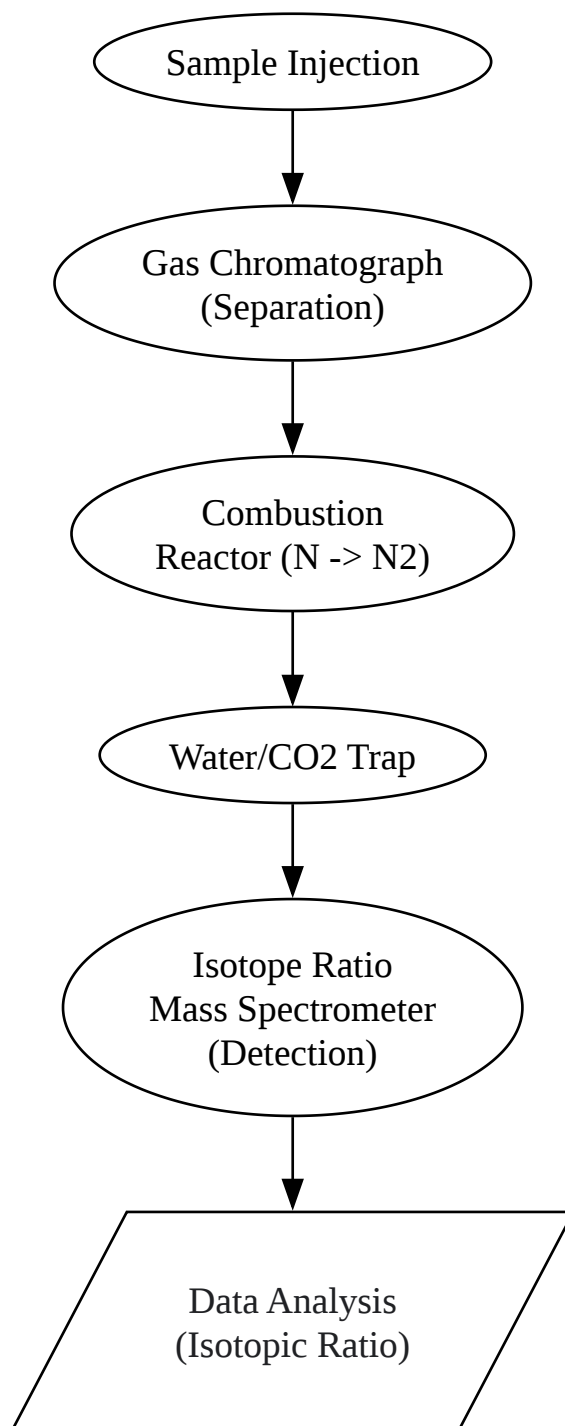 Sample Injection
Gas Chromatograph
(Separation)
Combustion
Reactor (N -> N2)
Water/CO2 Trap
Isotope Ratio
Mass Spectrometer
(Detection)
Data Analysis
(Isotopic Ratio)